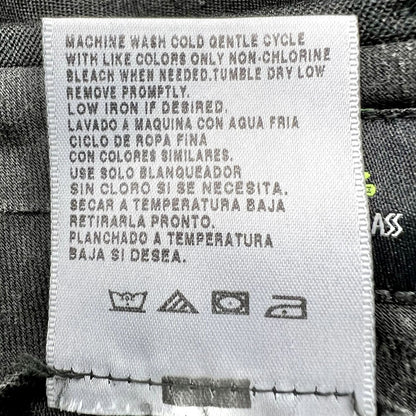 MACHINE WASH COLD GENTLE CYCLE
WITH LIKE COLORS ONLY NON-CHLORINE
BLEACH WHEN NEEDED.TUMBLE DRY LOW
REMOVE PROMPTLY.
LOW IRON IF DESIRED.
LAVADO A MAQUINA CON AGUA FRIA
CICLO DE ROPA FINA
CON COLORES SIMILARES.
USE SOLO BLANQUEADOR
SIN CLORO SI SE NECESITA.
SECAR A TEMPERATURA BAJA
RETIRARLA PRONTO.
PLANCHADO A TEMPERATURA
BAJA SI DESEA.
ASS